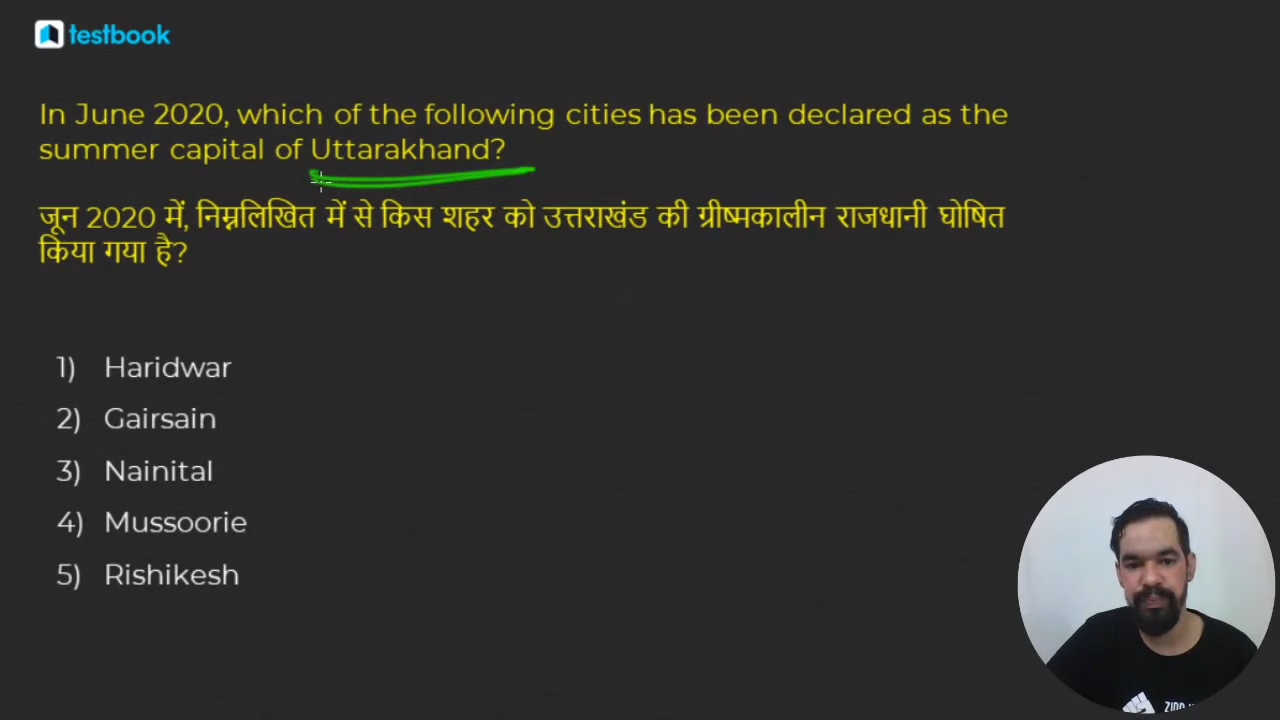 testbook
In June 2020, which of the following cities has been declared as the
summer capital of Uttarakhand?
जून 2020 में, निम्नलिखित में से किस शहर को उत्तराखंड की ग्रीष्मकालीन राजधानी घोषित
किया गया है?
1) Haridwar
2) Gairsain
3) Nainital
4) Mussoorie
5) Rishikesh